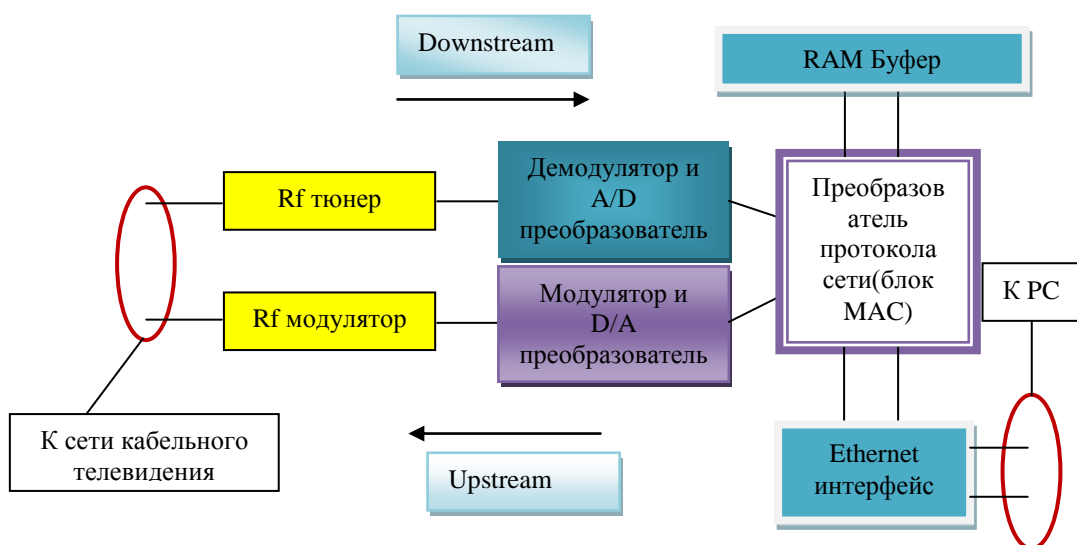 Downstream
RAM Буфер
Rf тюнер
Демодулятор и
A/D
преобразователь
Преобразов
атель
протокола
сети(блок
MAC)
К PC
Rf модулятор
Модулятор и
D/A
преобразователь
К сети кабельного
телевидения
Upstream
Ethernet
интерфейс